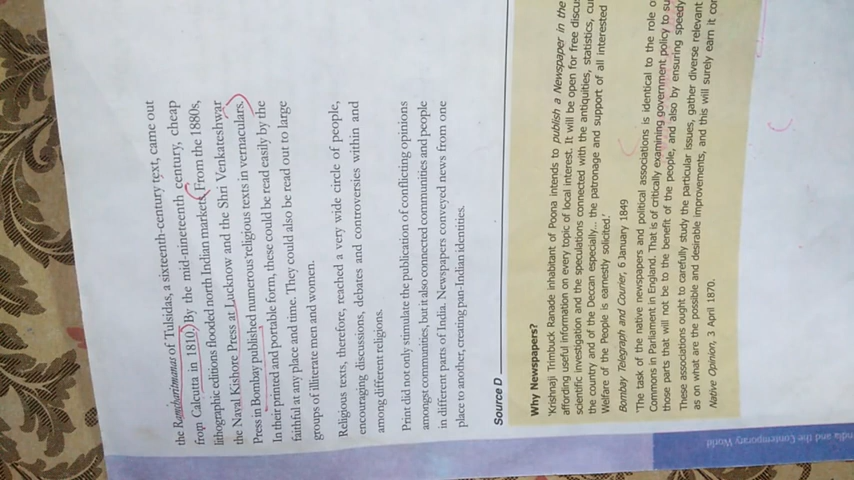 the Ramcharitmanas of Tulsidas, a sixteenth-century text, came out
from Calcutta in 1810. By the mid-nineteenth century, cheap
lithographic editions flooded north Indian markets. From the 1880s,
the Naval Kishore Press at Lucknow and the Shri Venkateshwar
Press in Bombay published numerous religious texts in vernaculars.
In their printed and portable form, these could be read easily by the
faithful at any place and time. They could also be read out to large
groups of illiterate men and women.
Religious texts, therefore, reached a very wide circle of people,
encouraging discussions, debates and controversies within and
among different religions.
Print did not only stimulate the publication of conflicting opinions
amongst communities, but it also connected communities and people
in different parts of India. Newspapers conveyed news from one
place to another, creating pan-Indian identities.
Source D
Why Newspapers?
'Krishnaji Trimbuck Ranade inhabitant of Poona intends to publish a Newspaper in the
affording useful information on every topic of local interest. It will be open for free
scientific investigation and the speculations connected with the antiquities, statistics,
the country and of the Deccan especially... the patronage and support of all interested
Welfare of the People is earnestly solicited.'
Bombay Telegraph and Courier, 6 January 1849
'The task of the native newspapers and political associations is identical to the role
Commons in Parliament in England. That is of critically examining government policy to
those parts that will not be to the benefit of the people, and also by ensuring speedy
These associations ought to carefully study the particular issues, gather diverse relevant
as on what are the possible and desirable improvements, and this will surely earn it
Native Opinion, 3 April 1870.
and the Contemporary World